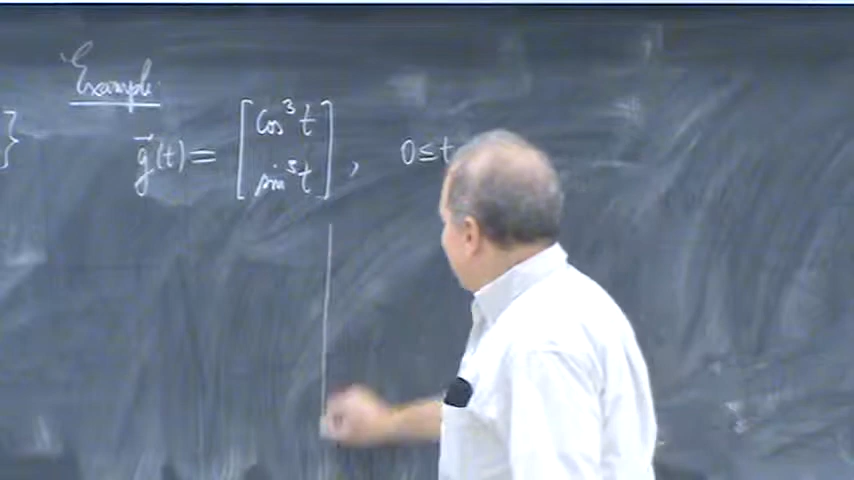 Example
}
g⃗(t) = [cos³t
sin³t], 0≤t